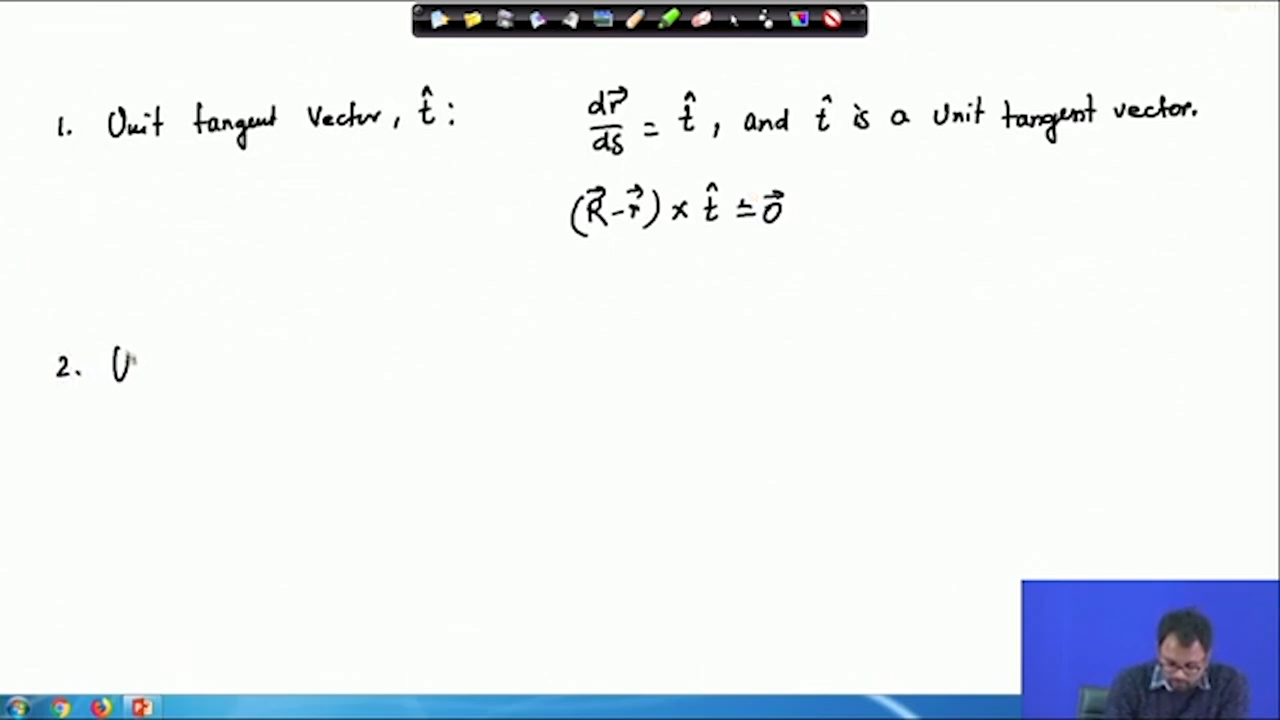 1. Unit tangent vector, t̂ : dr⃗/ds = t̂ , and t̂ is a unit tangent vector.
(R⃗ - r⃗) × t̂ = 0⃗
2. U